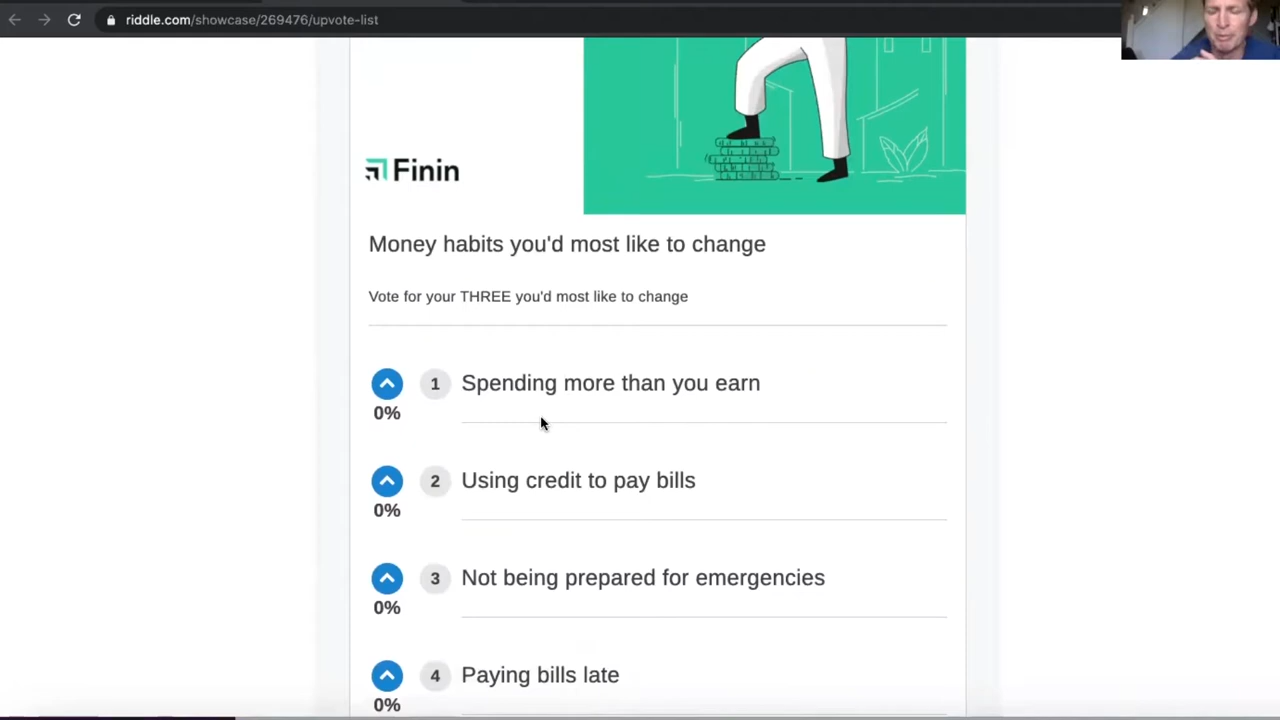 riddle.com/showcase/269476/upvote-list
Finin
Money habits you'd most like to change
Vote for your THREE you'd most like to change
1 Spending more than you earn
0%
2 Using credit to pay bills
0%
3 Not being prepared for emergencies
0%
4 Paying bills late
0%